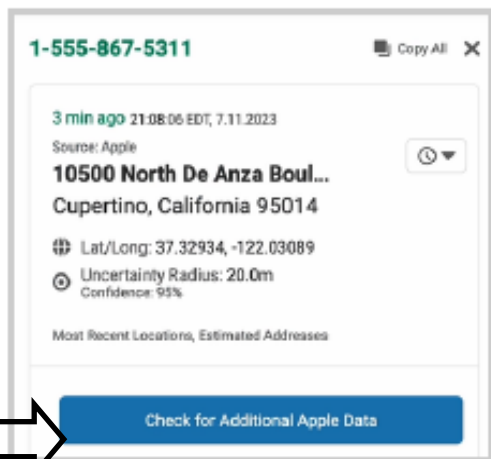 1-555-867-5311 Copy All
3 min ago 21:08:06 EDT, 7.11.2023
Source: Apple
10500 North De Anza Boul...
Cupertino, California 95014
Lat/Long: 37.32934, -122.03089
Uncertainty Radius: 20.0m
Confidence: 95%
Most Recent Locations, Estimated Addresses
Check for Additional Apple Data